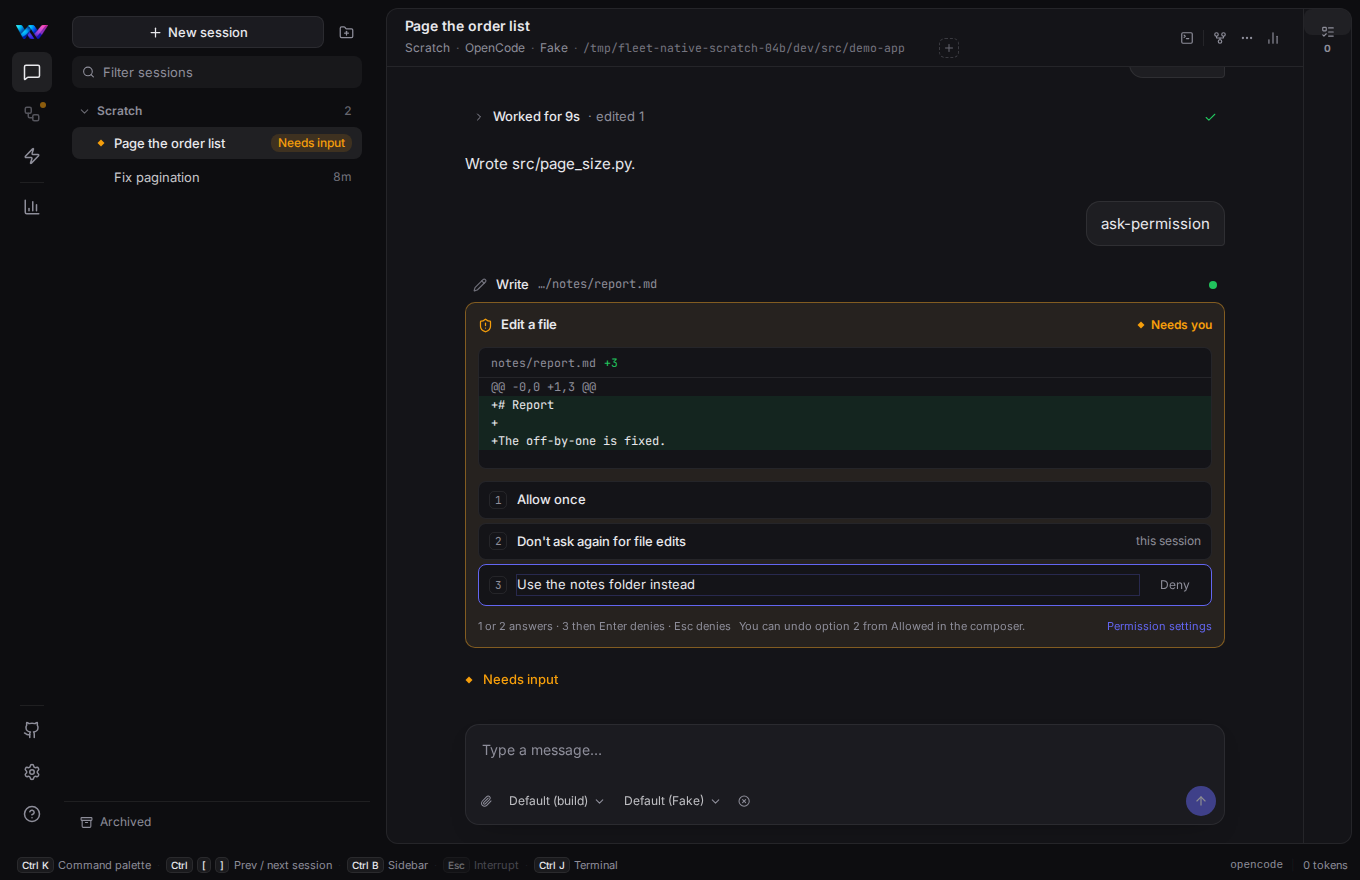 New session
Filter sessions
Scratch 2
Page the order list Needs input
Fix pagination 8m
Archived
Page the order list
Scratch · OpenCode · Fake · /tmp/fleet-native-scratch-04b/dev/src/demo-app
0
Worked for 9s · edited 1
Wrote src/page_size.py.
ask-permission
Write …/notes/report.md
Edit a file Needs you
notes/report.md +3
@@ -0,0 +1,3 @@
+# Report
+
+The off-by-one is fixed.
1 Allow once
2 Don't ask again for file edits this session
3 Use the notes folder instead Deny
1 or 2 answers · 3 then Enter denies · Esc denies You can undo option 2 from Allowed in the composer. Permission settings
Needs input
Type a message...
Default (build) Default (Fake)
Ctrl K Command palette Ctrl [ ] Prev / next session Ctrl B Sidebar Esc Interrupt Ctrl J Terminal opencode 0 tokens